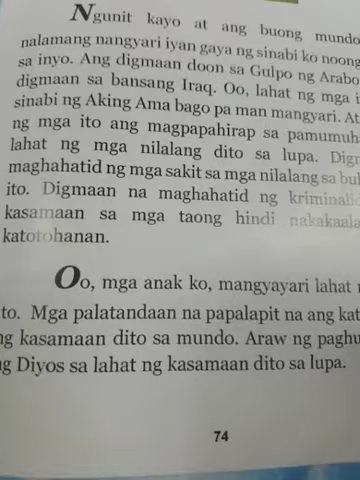 Ngunit kayo at ang buong mundo
nalamang nangyari iyan gaya ng sinabi ko noong
sa inyo. Ang digmaan doon sa Gulpo ng Arabo
digmaan sa bansang Iraq. Oo, lahat ng mga i
sinabi ng Aking Ama bago pa man mangyari. At
ng mga ito ang magpapahirap sa pamumuh
lahat ng mga nilalang dito sa lupa. Digm
maghahatid ng mga sakit sa mga nilalang sa bu
ito. Digmaan na maghahatid ng kriminalid
kasamaan sa mga taong hindi nakakaala
katotohanan.
Oo, mga anak ko, mangyayari lahat n
ito. Mga palatandaan na papalapit na ang kat
ng kasamaan dito sa mundo. Araw ng paghu
ng Diyos sa lahat ng kasamaan dito sa lupa.
74